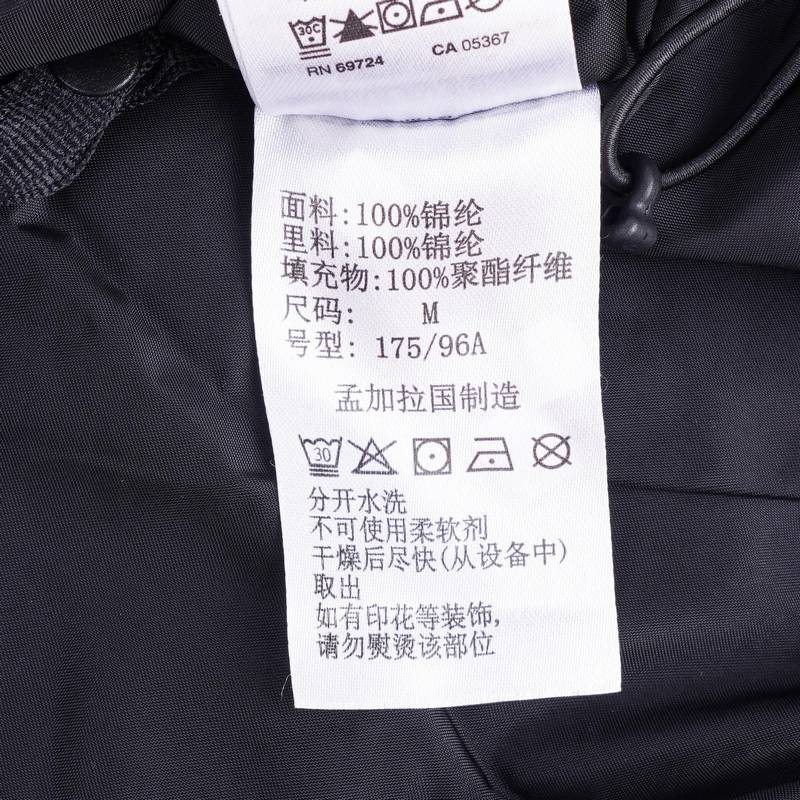 30C
RN 69724 CA 05367
面料:100%锦纶
里料:100%锦纶
填充物:100%聚酯纤维
尺码: M
号型: 175/96A
孟加拉国制造
30
分开水洗
不可使用柔软剂
干燥后尽快(从设备中)
取出
如有印花等装饰,
请勿熨烫该部位